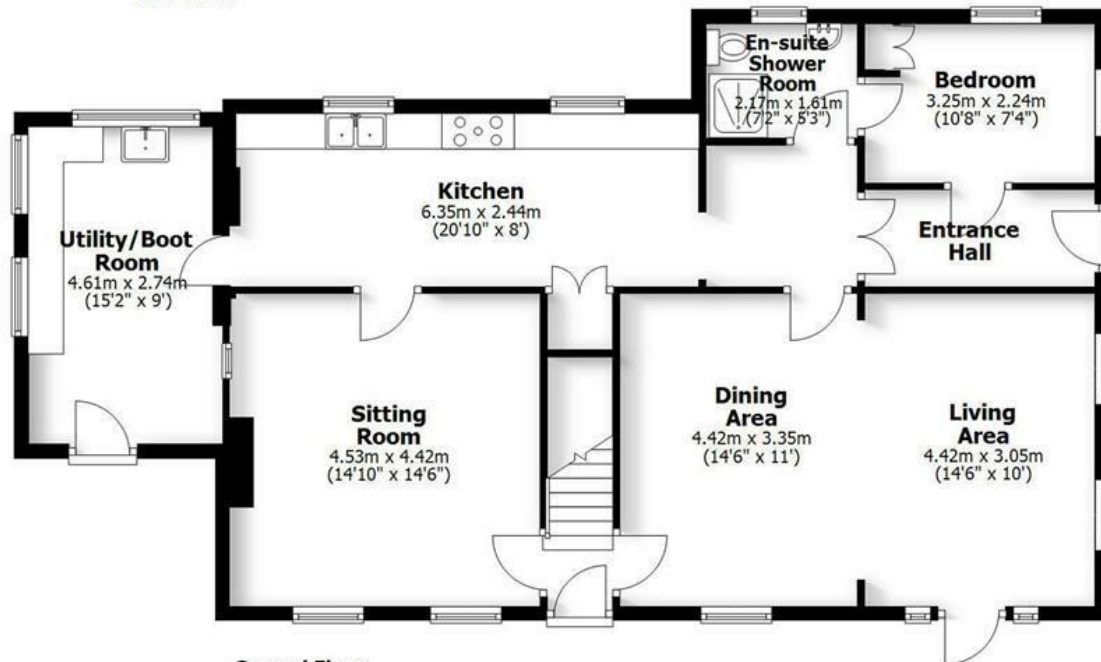 En-suite
Shower
Room
2.17m x 1.61m
(7'2" x 5'3")
Bedroom
3.25m x 2.24m
(10'8" x 7'4")
Kitchen
6.35m x 2.44m
(20'10" x 8')
Utility/Boot
Room
4.61m x 2.74m
(15'2" x 9')
Entrance
Hall
Sitting
Room
4.53m x 4.42m
(14'10" x 14'6")
Dining
Area
4.42m x 3.35m
(14'6" x 11')
Living
Area
4.42m x 3.05m
(14'6" x 10')